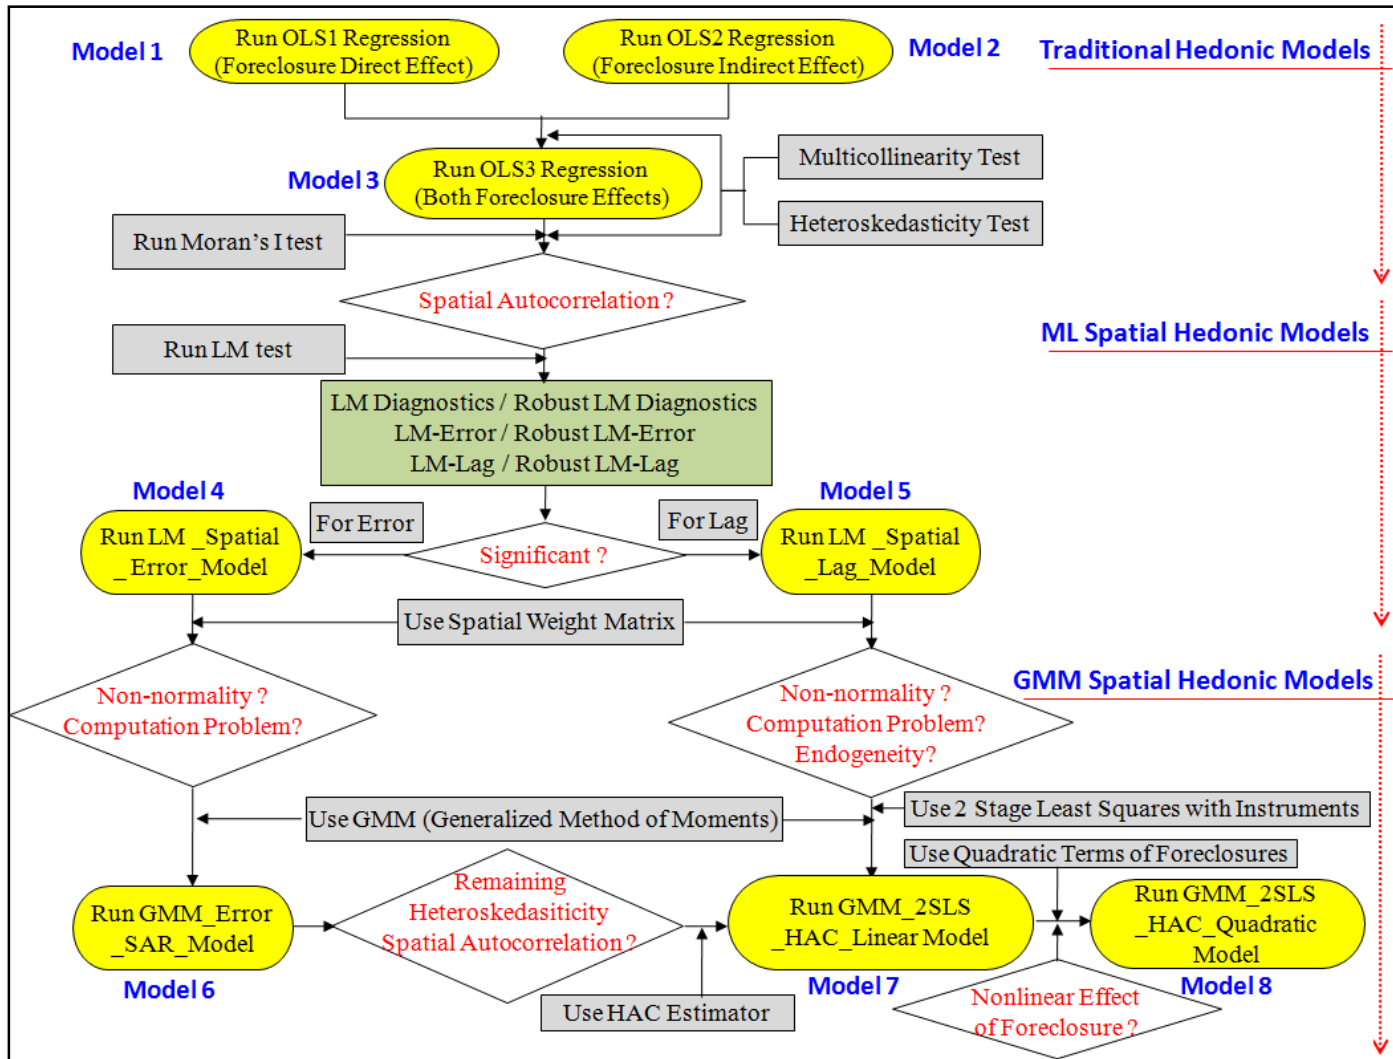 Model 1
Run OLS1 Regression
(Foreclosure Direct Effect)
Run OLS2 Regression
(Foreclosure Indirect Effect)
Model 2
Traditional Hedonic Models
Model 3
Run OLS3 Regression
(Both Foreclosure Effects)
Multicollinearity Test
Heteroskedasticity Test
Run Moran's I test
Spatial Autocorrelation ?
ML Spatial Hedonic Models
Run LM test
LM Diagnostics / Robust LM Diagnostics
LM-Error / Robust LM-Error
LM-Lag / Robust LM-Lag
Model 4
Model 5
For Error
For Lag
Run LM _Spatial
_ Error_Model
Significant ?
Run LM _Spatial
_Lag_Model
Use Spatial Weight Matrix
GMM Spatial Hedonic Models
Non-normality ?
Computation Problem?
Non-normality ?
Computation Problem?
Endogeneity?
Use GMM (Generalized Method of Moments)
Use 2 Stage Least Squares with Instruments
Use Quadratic Terms of Foreclosures
Run GMM_Error
_SAR_Model
Model 6
Remaining
Heteroskedasiticity
Spatial Autocorrelation ?
Use HAC Estimator
Run GMM_2SLS
_HAC_Linear Model
Model 7
Run GMM_2SLS
_HAC_Quadratic
Model
Model 8
Nonlinear Effect
of Foreclosure ?